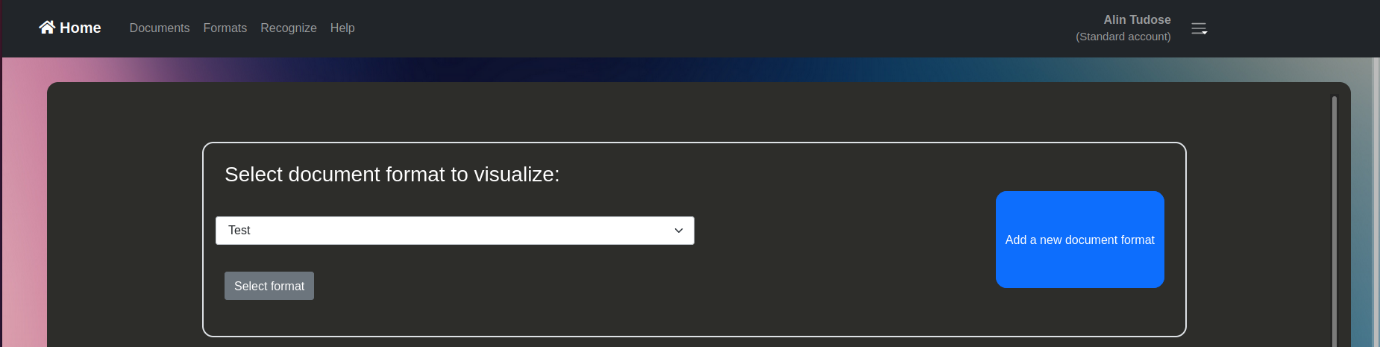 Home Documents Formats Recognize Help
Alin Tudose
(Standard account)
Select document format to visualize:
Test
Add a new document format
Select format